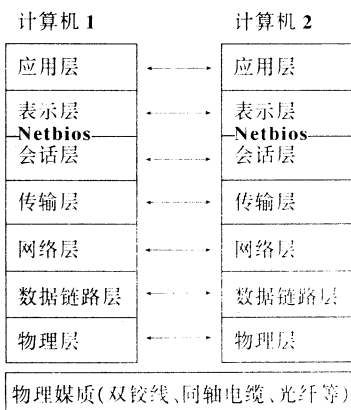 计算机 1 计算机 2
应用层 应用层
表示层 表示层
Netbios Netbios
会话层 会话层
传输层 传输层
网络层 网络层
数据链路层 数据链路层
物理层 物理层
物理媒质(双铰线、同轴电缆、光纤等)